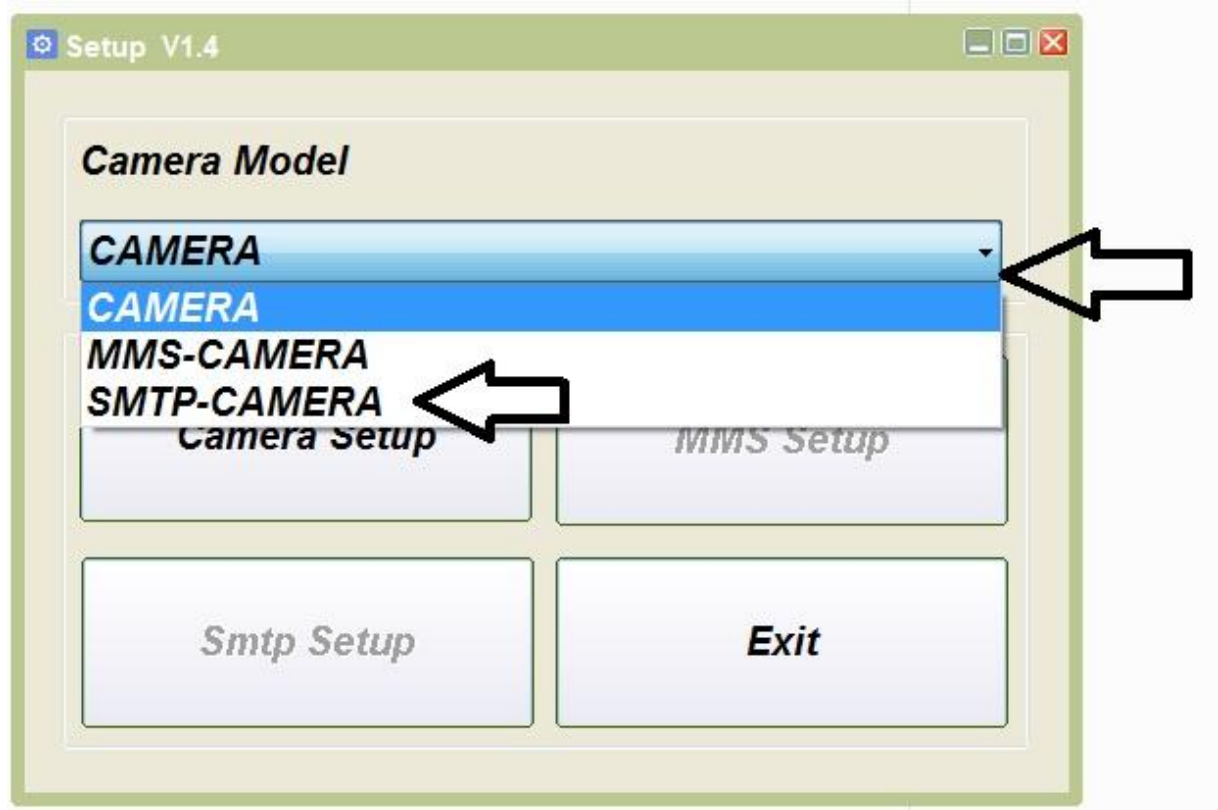 Setup V1.4
Camera Model
CAMERA
CAMERA
MMS-CAMERA
SMTP-CAMERA
Camera Setup
MMS Setup
Smtp Setup
Exit